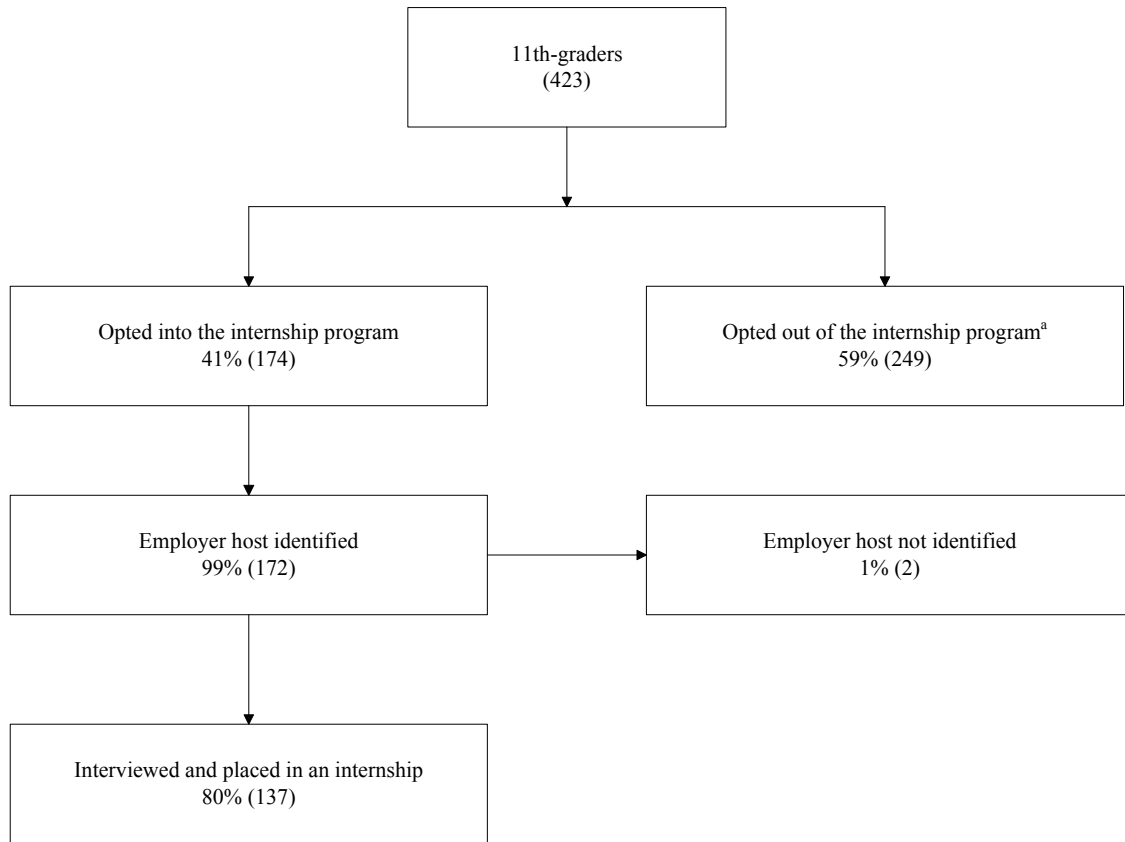 11th-graders
(423)
Opted into the internship program
41% (174)
Opted out of the internship programᵃ
59% (249)
Employer host identified
99% (172)
Employer host not identified
1% (2)
Interviewed and placed in an internship
80% (137)